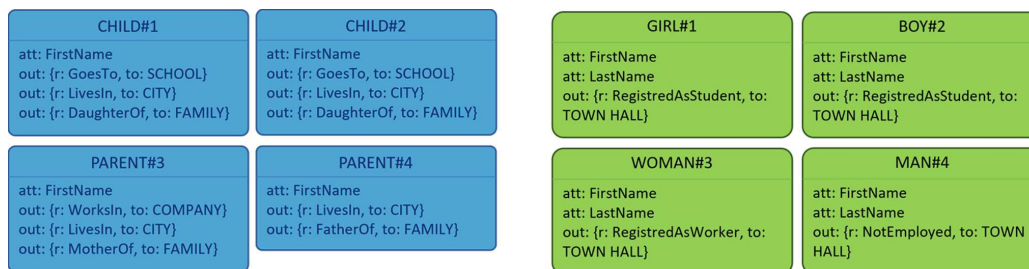 CHILD#1
att: FirstName
out: {r: GoesTo, to: SCHOOL}
out: {r: LivesIn, to: CITY}
out: {r: DaughterOf, to: FAMILY}
CHILD#2
att: FirstName
out: {r: GoesTo, to: SCHOOL}
out: {r: LivesIn, to: CITY}
out: {r: DaughterOf, to: FAMILY}
PARENT#3
att: FirstName
out: {r: WorksIn, to: COMPANY}
out: {r: LivesIn, to: CITY}
out: {r: MotherOf, to: FAMILY}
PARENT#4
att: FirstName
out: {r: LivesIn, to: CITY}
out: {r: FatherOf, to: FAMILY}
GIRL#1
att: FirstName
att: LastName
out: {r: RegistredAsStudent, to:
TOWN HALL}
BOY#2
att: FirstName
att: LastName
out: {r: RegistredAsStudent, to:
TOWN HALL}
WOMAN#3
att: FirstName
att: LastName
out: {r: RegistredAsWorker, to:
TOWN HALL}
MAN#4
att: FirstName
att: LastName
out: {r: NotEmployed, to: TOWN
HALL}